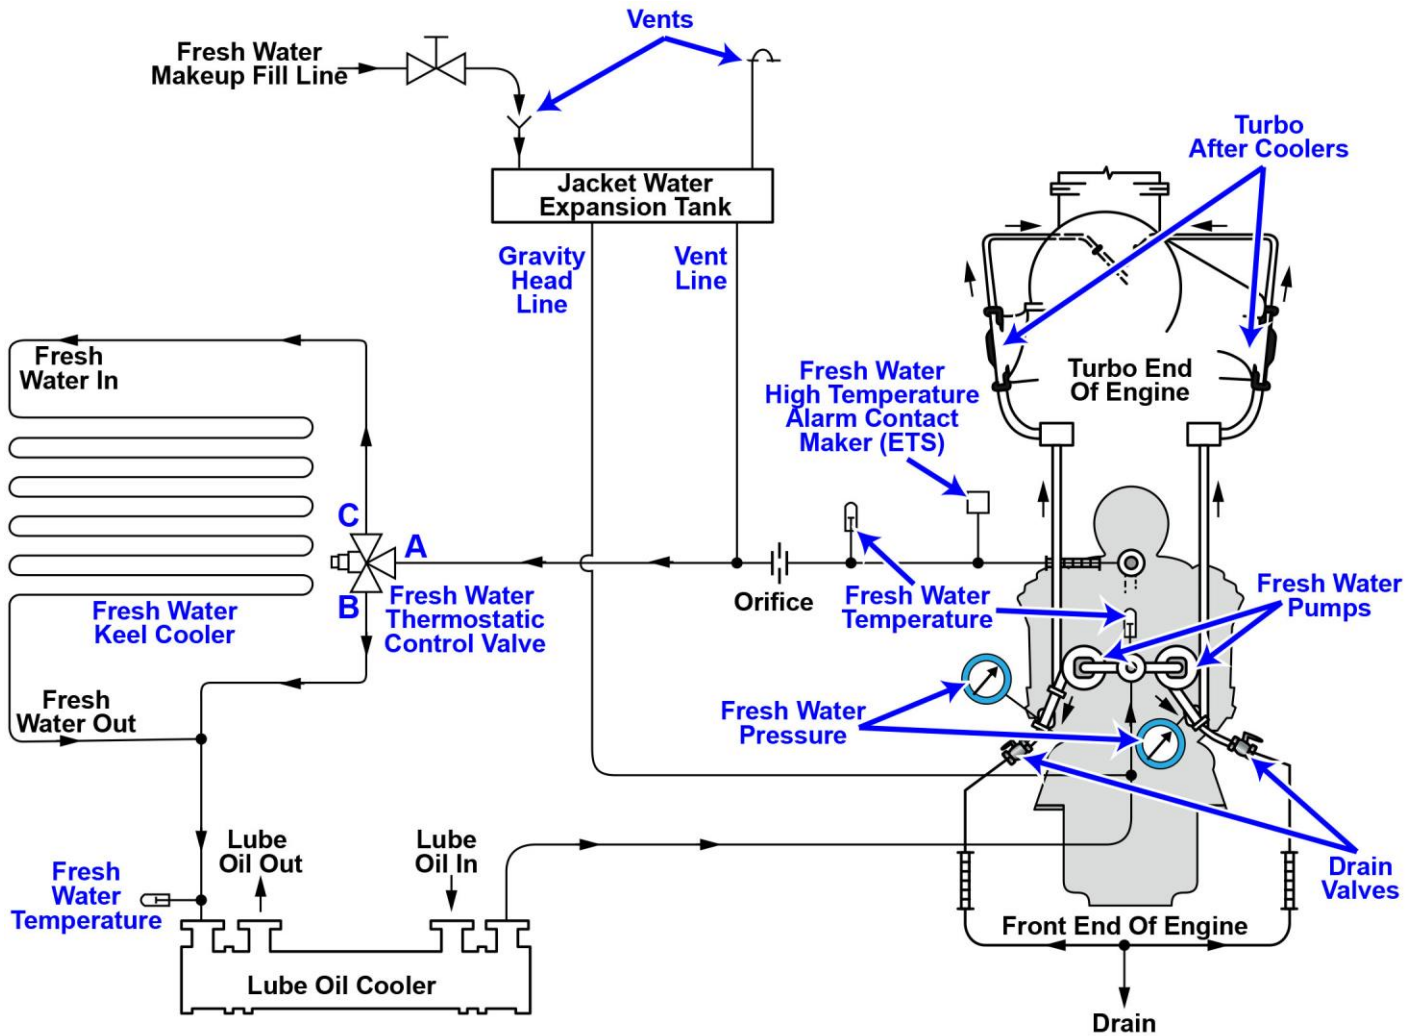 Vents
Fresh Water
Makeup Fill Line
Turbo
After Coolers
Jacket Water
Expansion Tank
Gravity
Head
Line
Vent
Line
Fresh
Water In
Fresh Water
High Temperature
Alarm Contact
Maker (ETS)
Turbo End
Of Engine
C
A
B
Fresh Water
Keel Cooler
Fresh Water
Thermostatic
Control Valve
Orifice
Fresh Water
Temperature
Fresh Water
Pumps
Fresh
Water Out
Fresh Water
Pressure
Lube
Oil Out
Lube
Oil In
Fresh
Water
Temperature
Drain
Valves
Front End Of Engine
Lube Oil Cooler
Drain